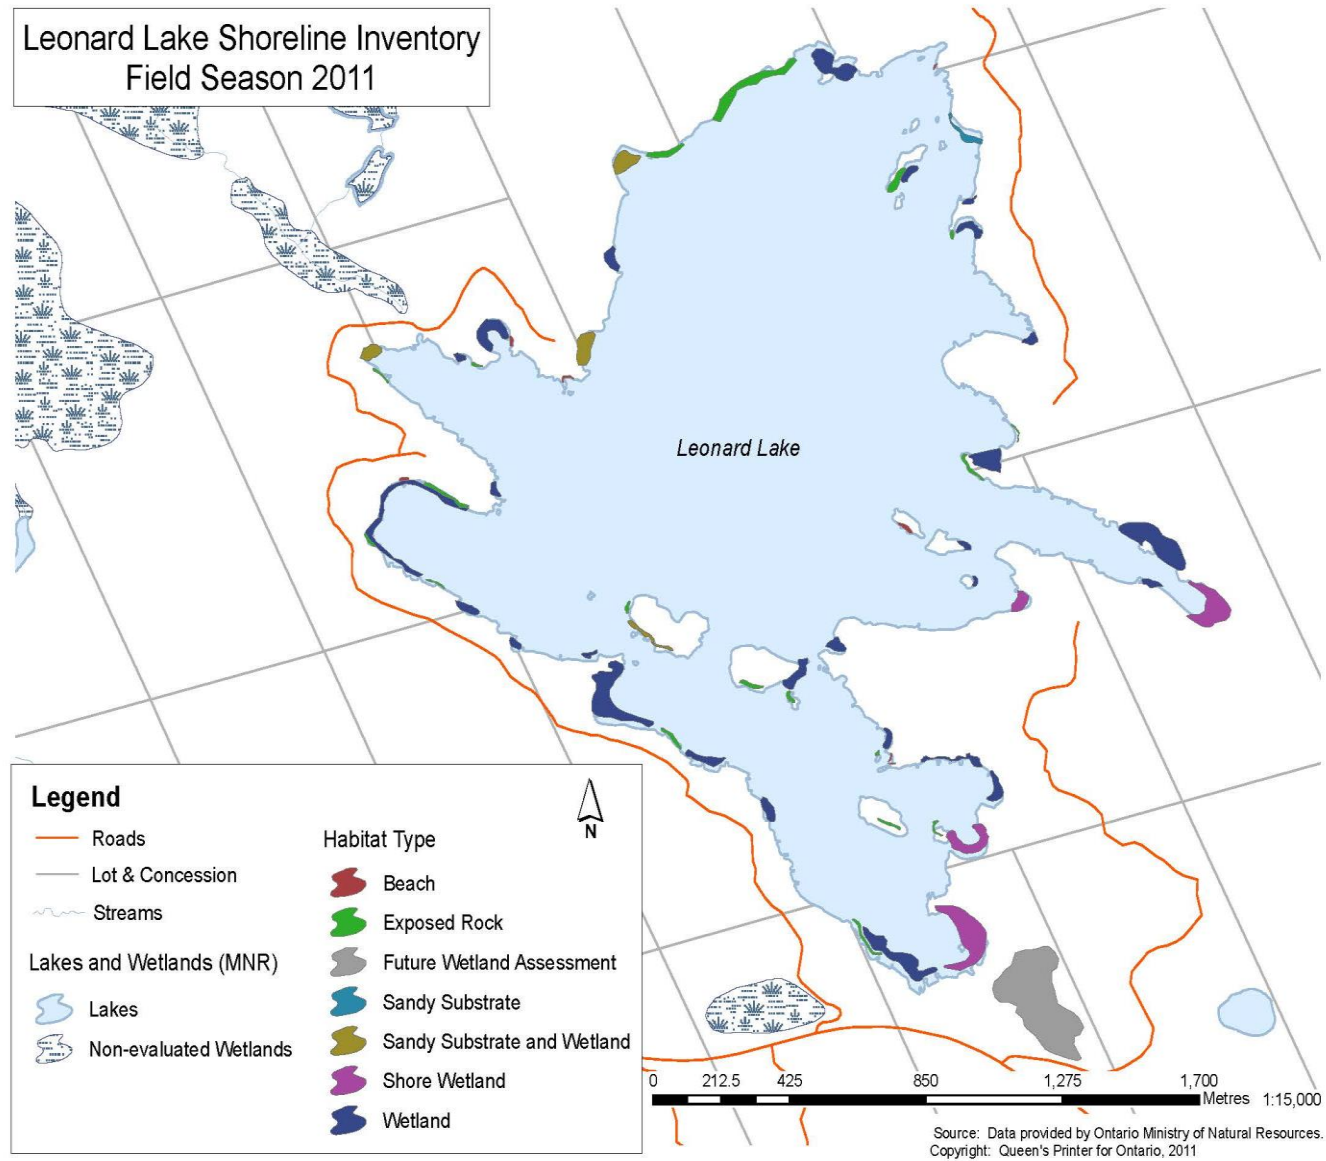 Leonard Lake Shoreline Inventory
Field Season 2011
Leonard Lake
Legend
Roads
Lot & Concession
Streams
Lakes and Wetlands (MNR)
Lakes
Non-evaluated Wetlands
N
Habitat Type
Beach
Exposed Rock
Future Wetland Assessment
Sandy Substrate
Sandy Substrate and Wetland
Shore Wetland
Wetland
0 212.5 425 850 1,275 1,700
Metres 1:15,000
Source: Data provided by Ontario Ministry of Natural Resources.
Copyright: Queen's Printer for Ontario, 2011